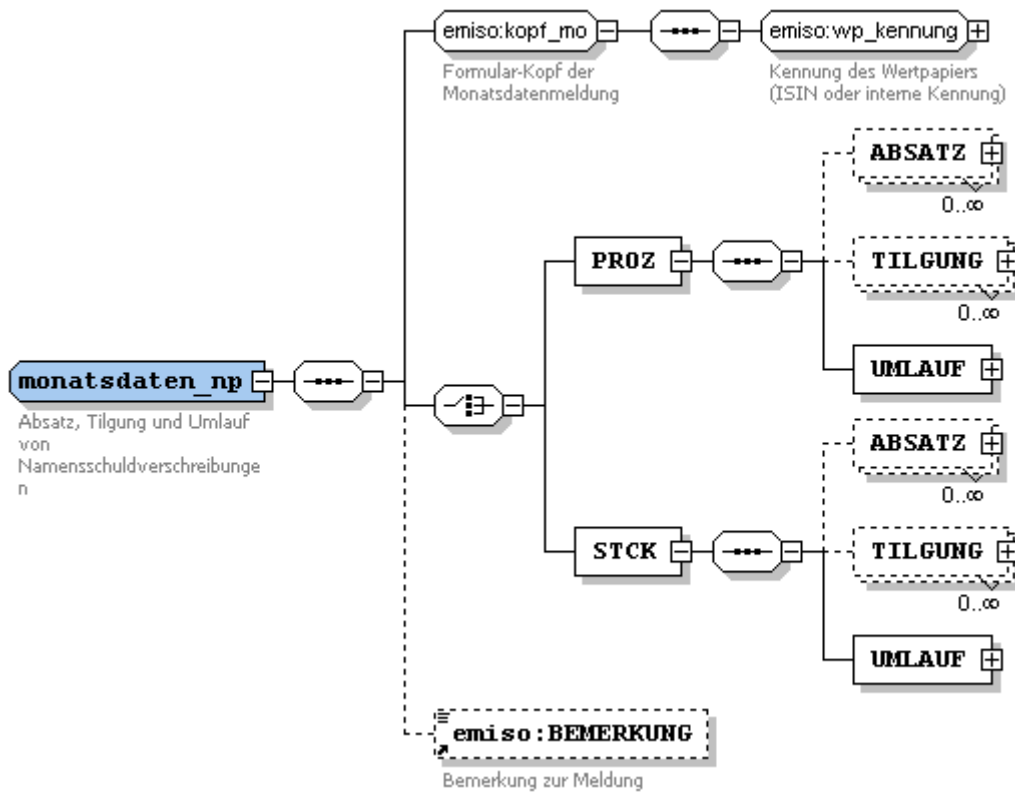 emiso:kopf_mo
emiso:wp_kennung
Formular-Kopf der
Monatsdatenmeldung
Kennung des Wertpapiers
(ISIN oder interne Kennung)
ABSATZ
0..∞
PROZ
TILGUNG
0..∞
UMLAUF
monatsdaten_np
Absatz, Tilgung und Umlauf
von
Namensschuldverschreibunge
n
ABSATZ
0..∞
STCK
TILGUNG
0..∞
UMLAUF
emiso:BEMERKUNG
Bemerkung zur Meldung